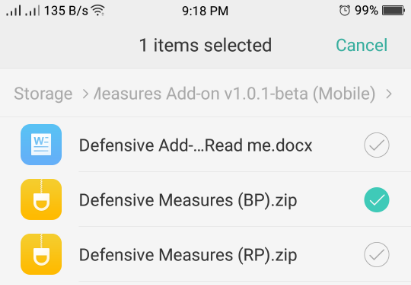 135 B/s 9:18 PM 99%
1 items selected Cancel
Storage > Measures Add-on v1.0.1-beta (Mobile) >
W
Defensive Add-...Read me.docx
Defensive Measures (BP).zip
Defensive Measures (RP).zip